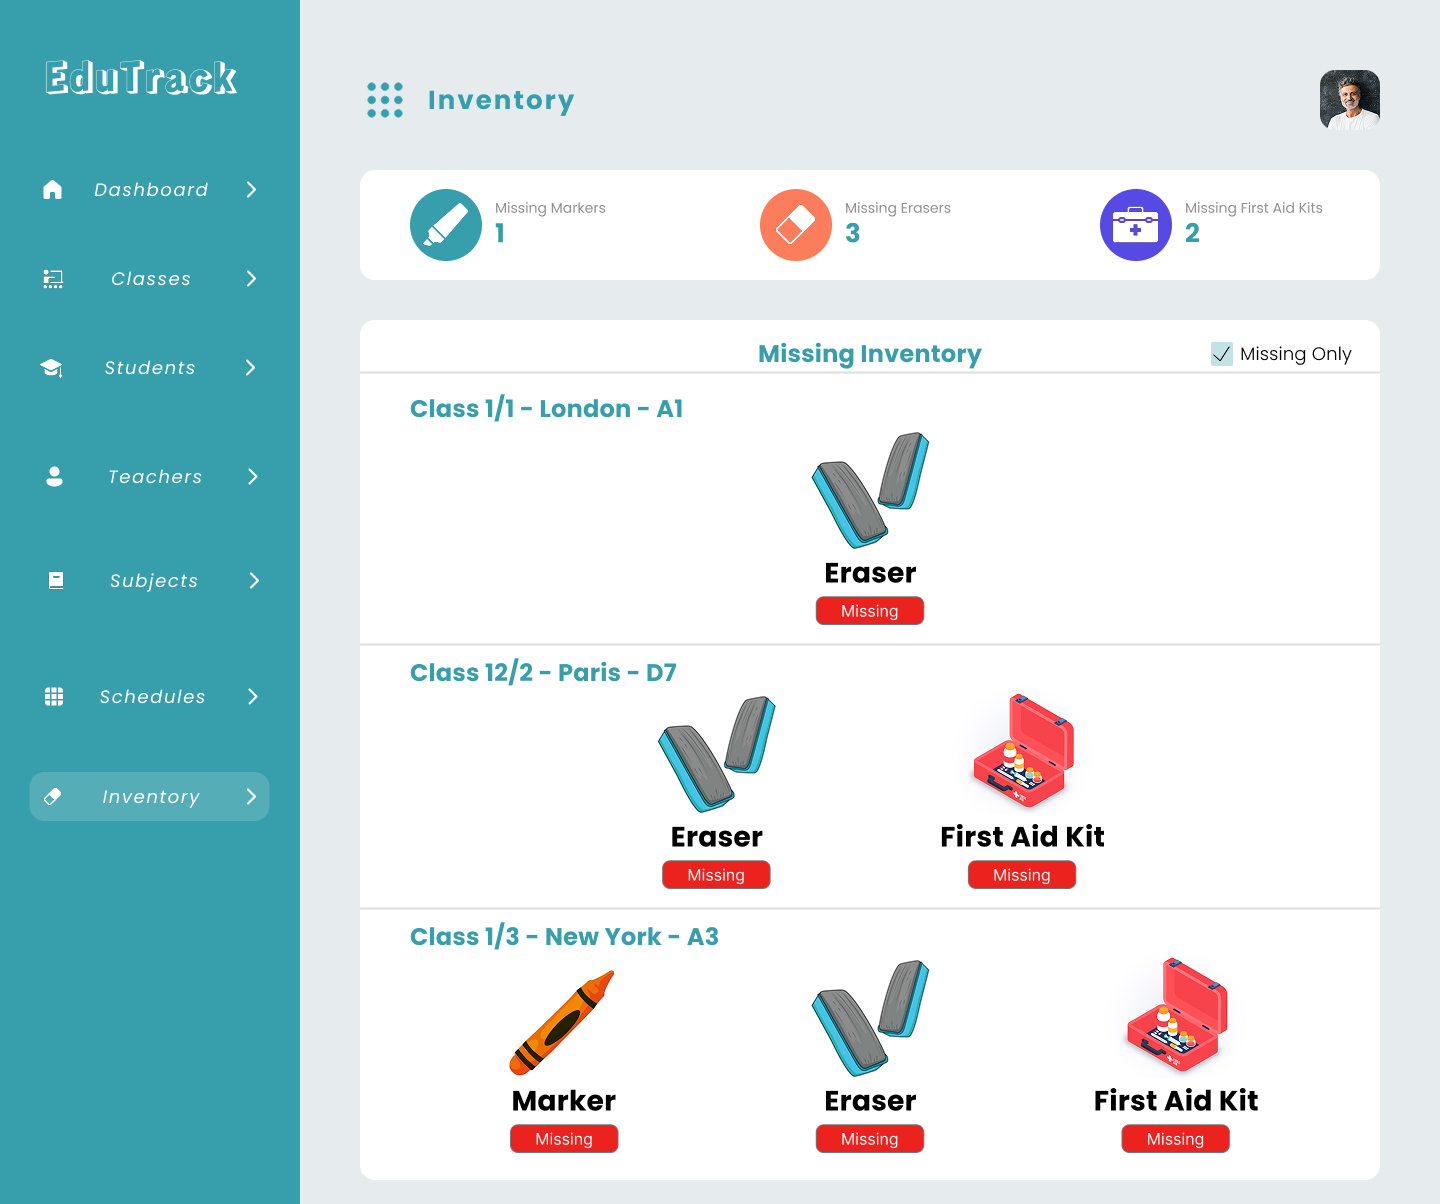 EduTrack
Dashboard
Classes
Students
Teachers
Subjects
Schedules
Inventory
Inventory
Missing Markers
1
Missing Erasers
3
Missing First Aid Kits
2
Missing Inventory
Missing Only
Class 1/1 - London - A1
Eraser
Missing
Class 12/2 - Paris - D7
Eraser
First Aid Kit
Missing
Missing
Class 1/3 - New York - A3
Marker
Eraser
First Aid Kit
Missing
Missing
Missing